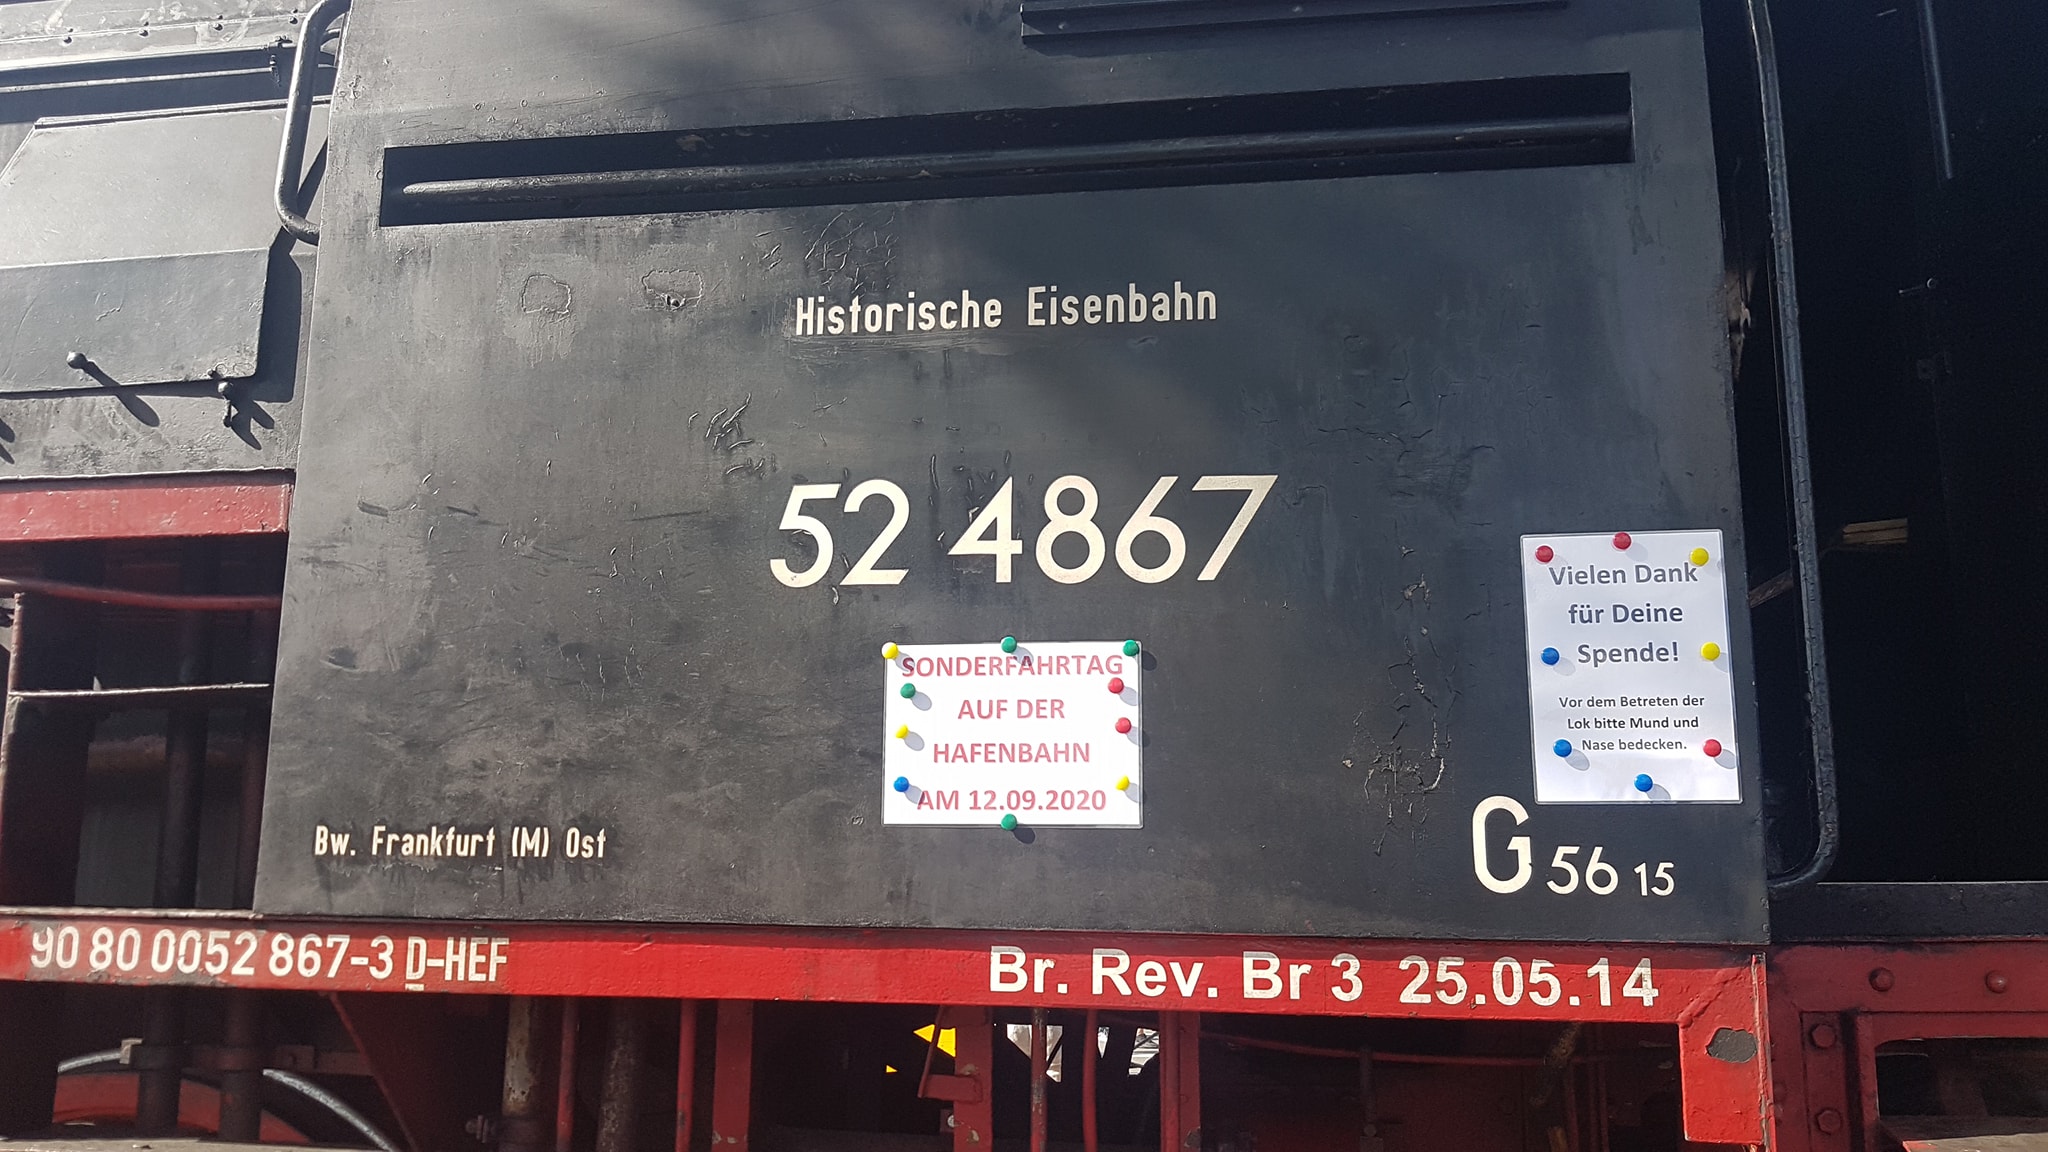 Historische Eisenbahn
52 4867
SONDERFAHRTAG
AUF DER
HAFENBAHN
AM 12.09.2020
Vielen Dank
für Deine
Spende!
Vor dem Betreten der
Lok bitte Mund und
Nase bedecken.
Bw. Frankfurt (M) Ost
G 56 15
90 80 0052 867-3 D-HEF
Br. Rev. Br 3 25.05.14